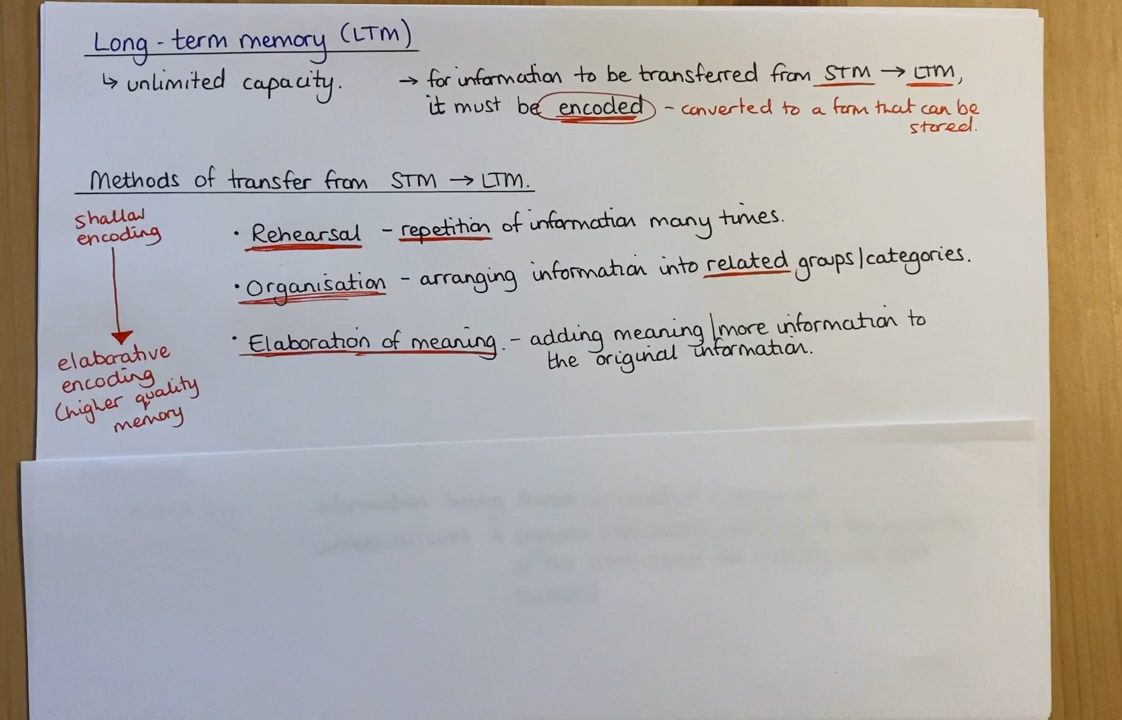 Long-term memory (LTM)
↳ unlimited capacity.
→ for information to be transferred from STM → LTM,
it must be encoded - converted to a form that can be
stored.
Methods of transfer from STM → LTM.
shallow
encoding
• Rehearsal - repetition of information many times.
• Organisation - arranging information into related groups/categories.
• Elaboration of meaning. - adding meaning/more information to
the original information.
elaborative
encoding
(higher quality
memory